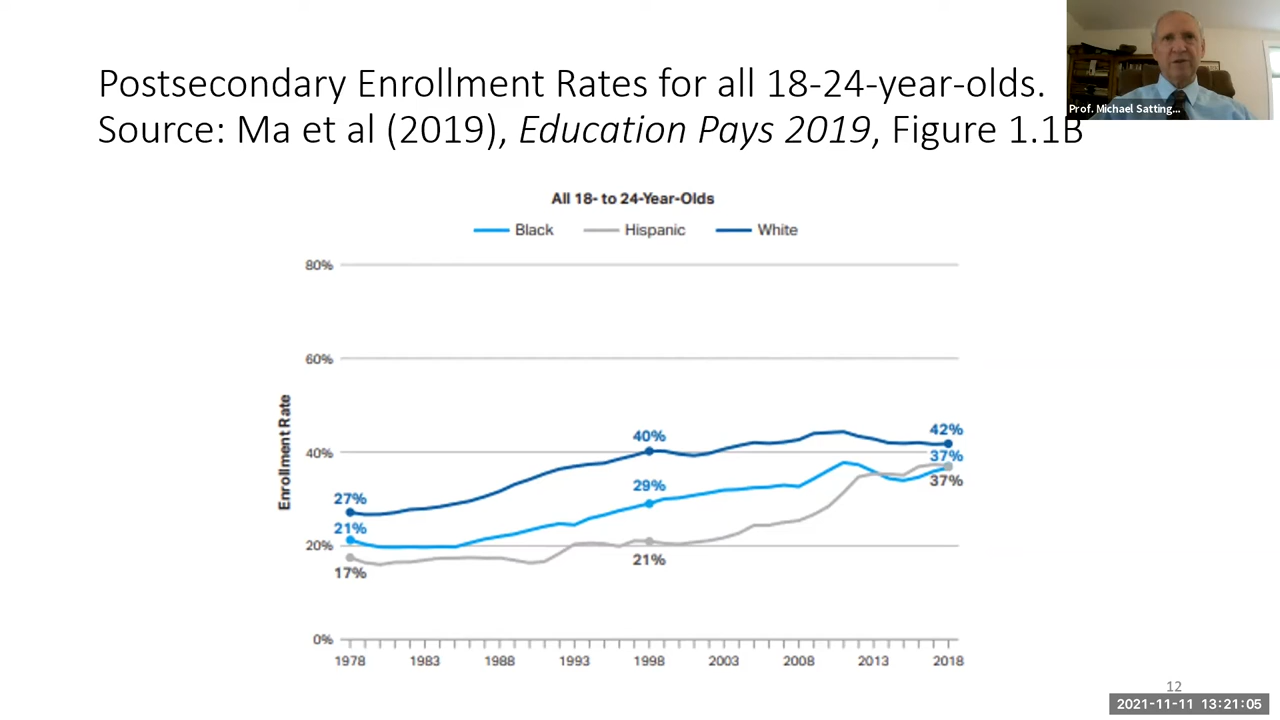 Postsecondary Enrollment Rates for all 18-24-year-olds.
Source: Ma et al (2019), Education Pays 2019, Figure 1.1B
Prof. Michael Satting...
All 18- to 24-Year-Olds
Black Hispanic White
80%
60%
40%
20%
0%
Enrollment Rate
27%
21%
17%
40%
29%
21%
42%
37%
37%
1978 1983 1988 1993 1998 2003 2008 2013 2018
12
2021-11-11 13:21:05